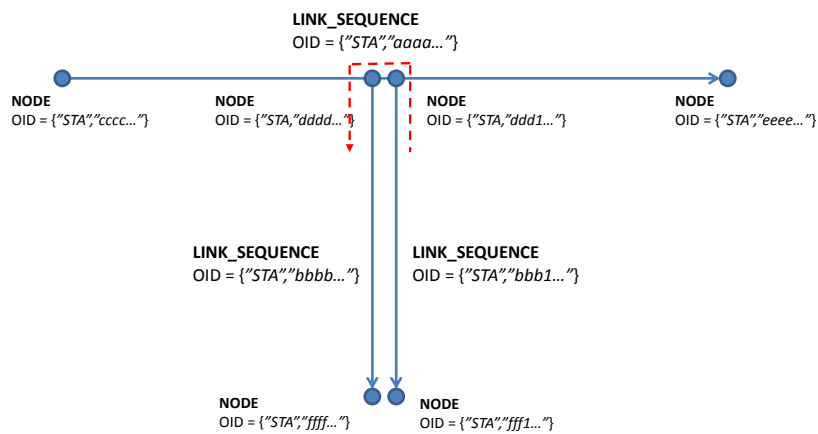 LINK_SEQUENCE
OID = {"STA","aaaa…"}
NODE
OID = {"STA","cccc…"}
NODE
OID = {"STA,"dddd…"}
NODE
OID = {"STA,"ddd1…"}
NODE
OID = {"STA","eeee…"}
LINK_SEQUENCE
OID = {"STA","bbbb…"}
LINK_SEQUENCE
OID = {"STA","bbb1…"}
NODE
OID = {"STA","ffff…"}
NODE
OID = {"STA","fff1…"}